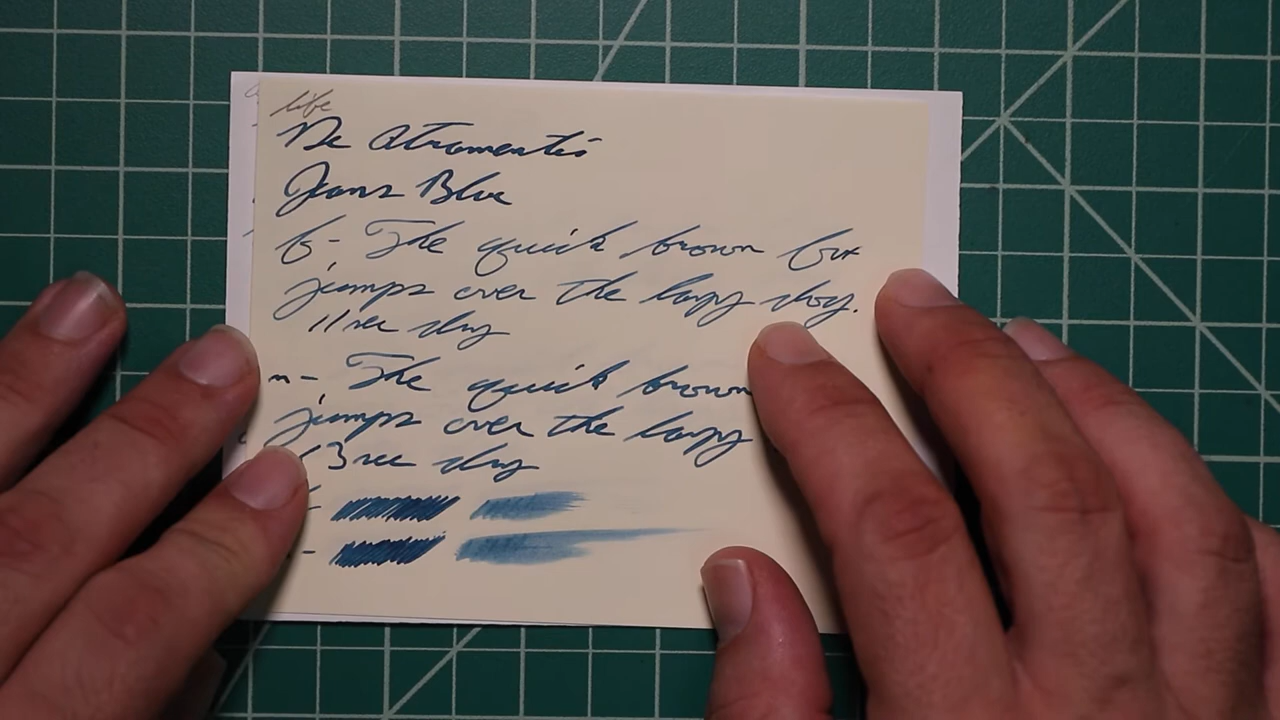 life
De Atramentis
Jeans Blue
f- The quick brown fox
jumps over the lazy dog.
11 sec dry
m- The quick brown
jumps over the lazy
13 sec dry